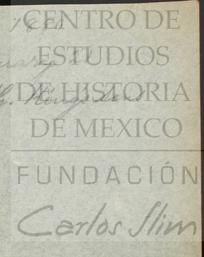 CENTRO DE
ESTUDIOS
DE HISTORIA
DE MEXICO
FUNDACIÓN
Carlos Slim